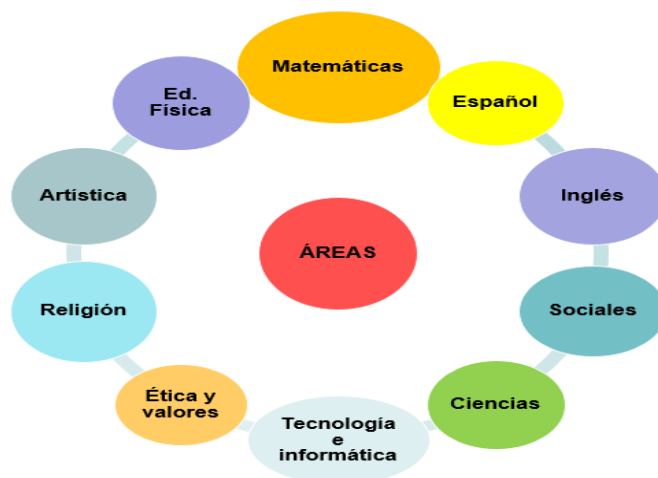 Matemáticas
Español
Inglés
Sociales
Ciencias
Tecnología
e
informática
Ética y
valores
Religión
Artística
Ed.
Física
ÁREAS